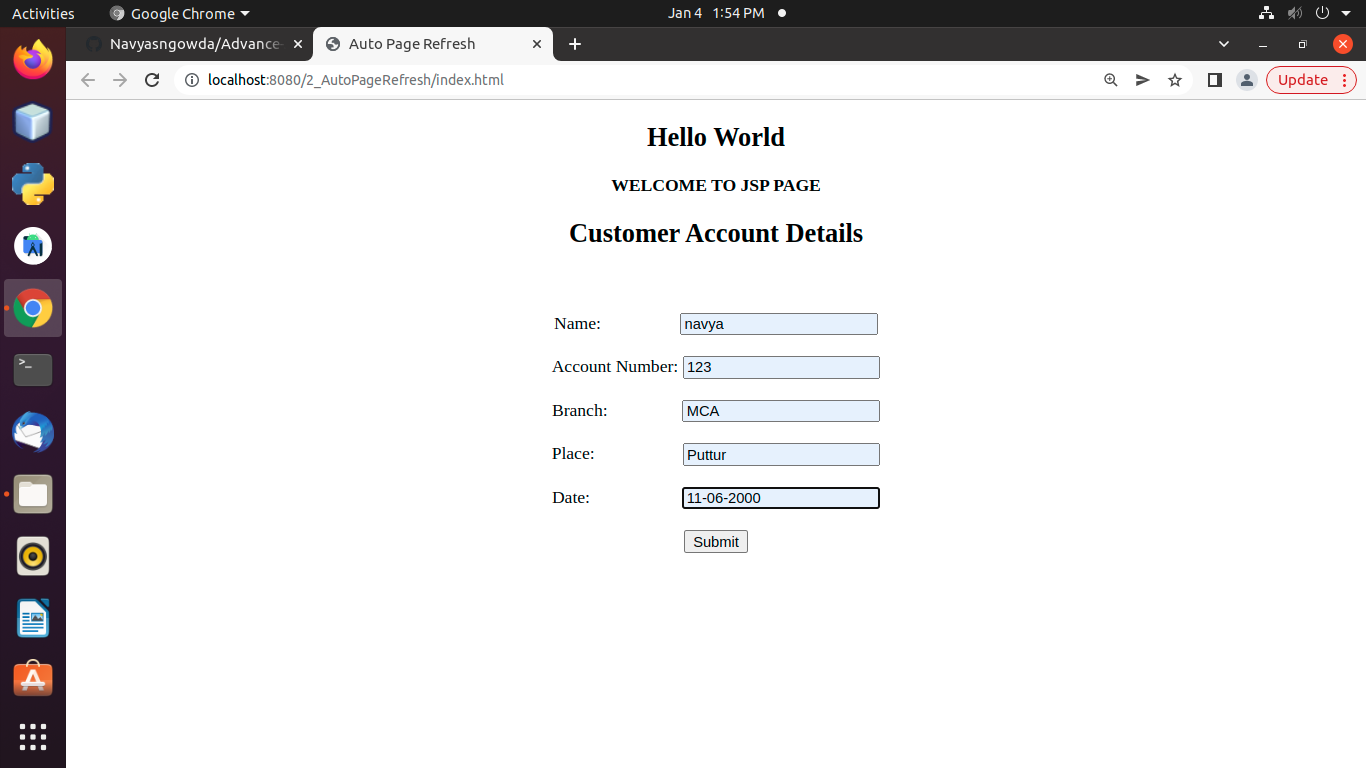 Activities Google Chrome Jan 4 1:54 PM
Navyasngowda/Advance- Auto Page Refresh
localhost:8080/2_AutoPageRefresh/index.html Update
Hello World
WELCOME TO JSP PAGE
Customer Account Details
Name: navya
Account Number: 123
Branch: MCA
Place: Puttur
Date: 11-06-2000
Submit